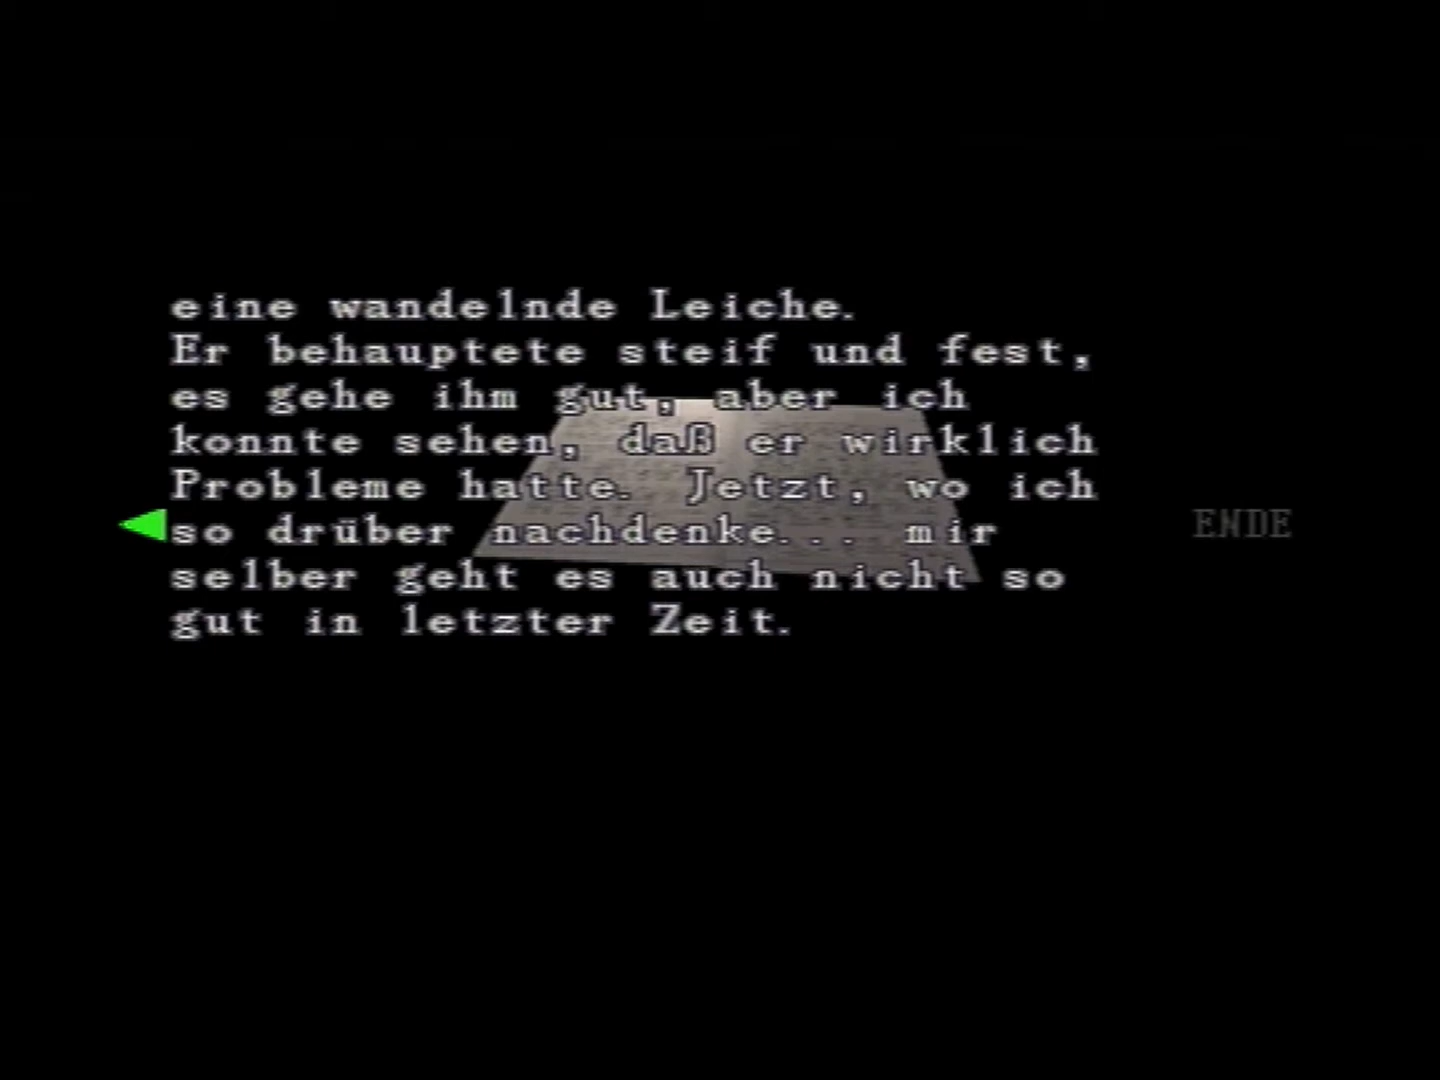 eine wandelnde Leiche.
Er behauptete steif und fest,
es gehe ihm gut, aber ich
konnte sehen, daß er wirklich
Probleme hatte. Jetzt, wo ich
so drüber nachdenke... mir
selber geht es auch nicht so
gut in letzter Zeit.
ENDE